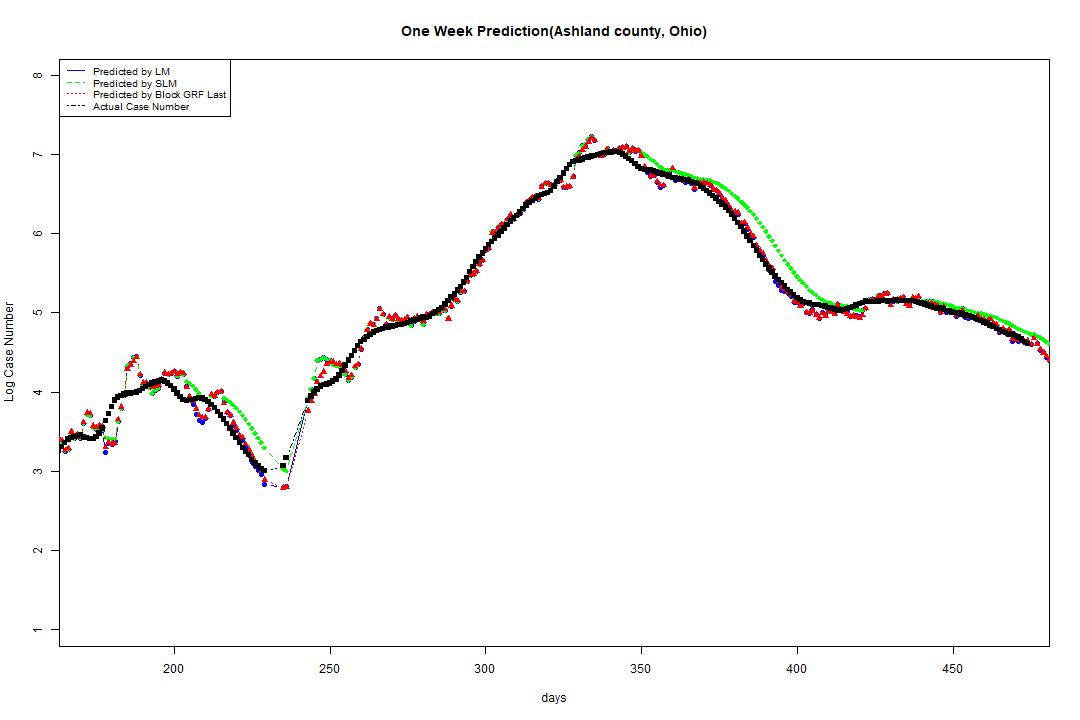 One Week Prediction(Ashland county, Ohio)
Predicted by LM
Predicted by SLM
Predicted by Block GRF Last
Actual Case Number
8
7
6
5
4
3
2
1
Log Case Number
200 250 300 350 400 450
days